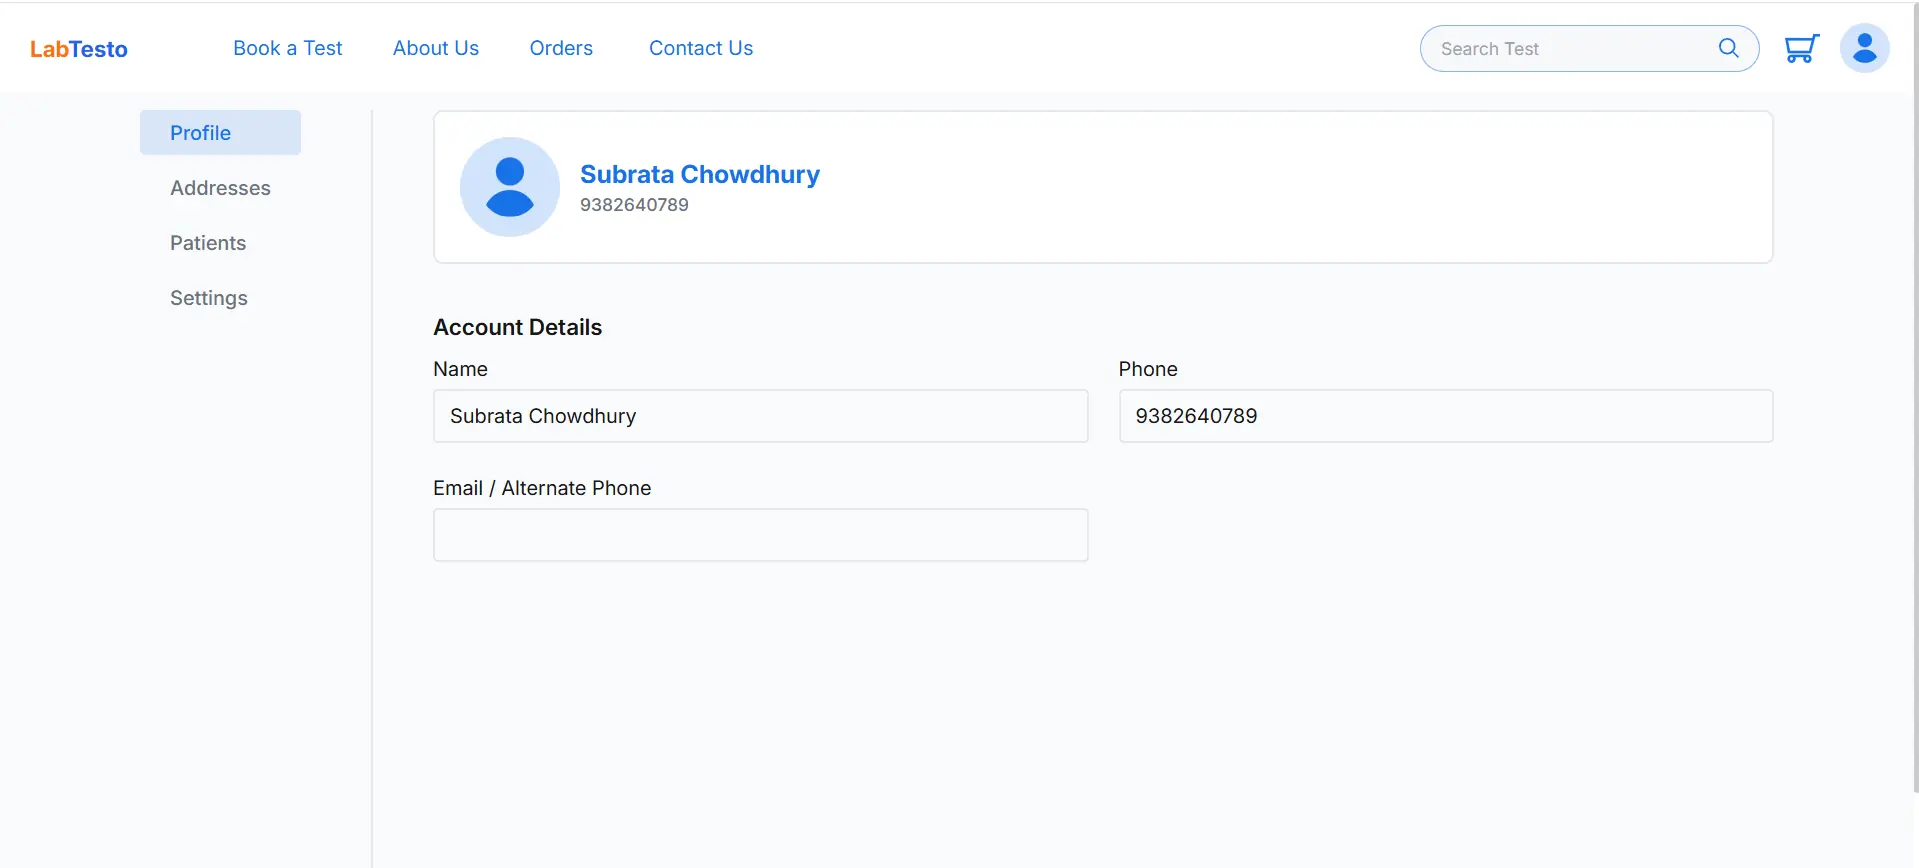 LabTesto
Book a Test
About Us
Orders
Contact Us
Search Test
Profile
Addresses
Patients
Settings
Subrata Chowdhury
9382640789
Account Details
Name
Phone
Subrata Chowdhury
9382640789
Email / Alternate Phone